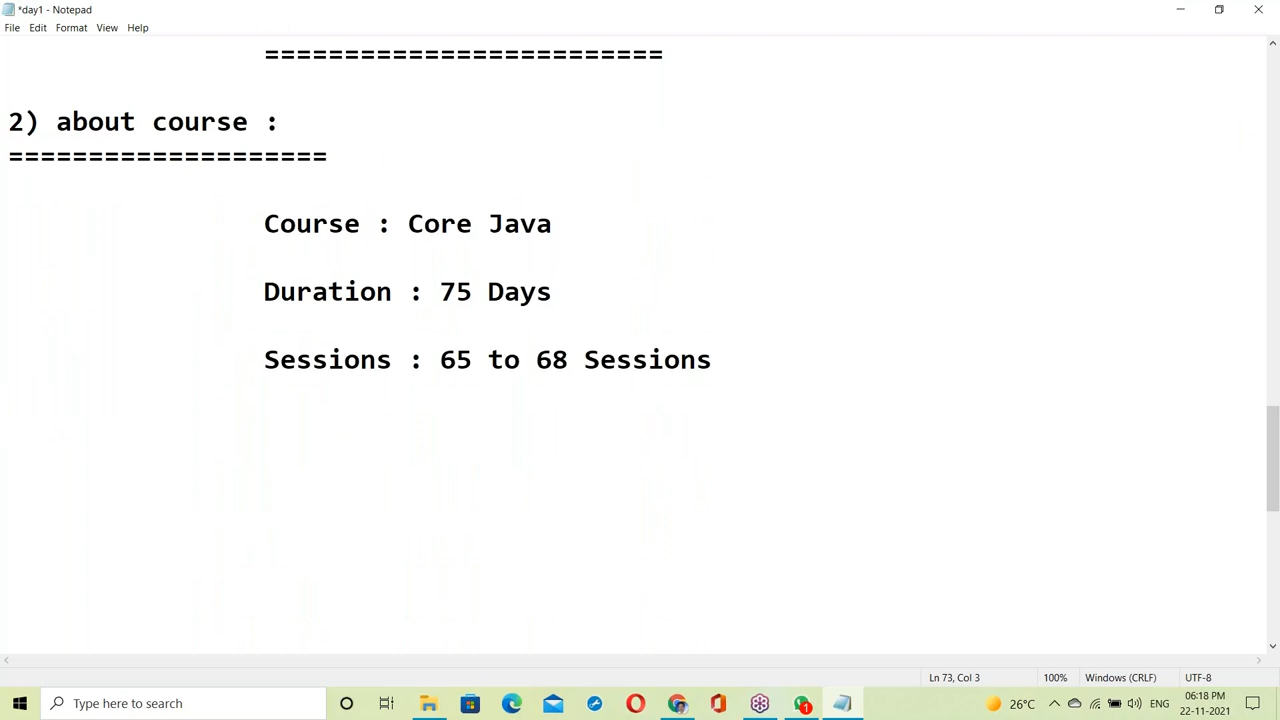 *day1 - Notepad
File Edit Format View Help
=========================
2) about course :
====================
Course : Core Java
Duration : 75 Days
Sessions : 65 to 68 Sessions
Ln 73, Col 3 100% Windows (CRLF) UTF-8
Type here to search 1 26°C ENG 06:18 PM
22-11-2021